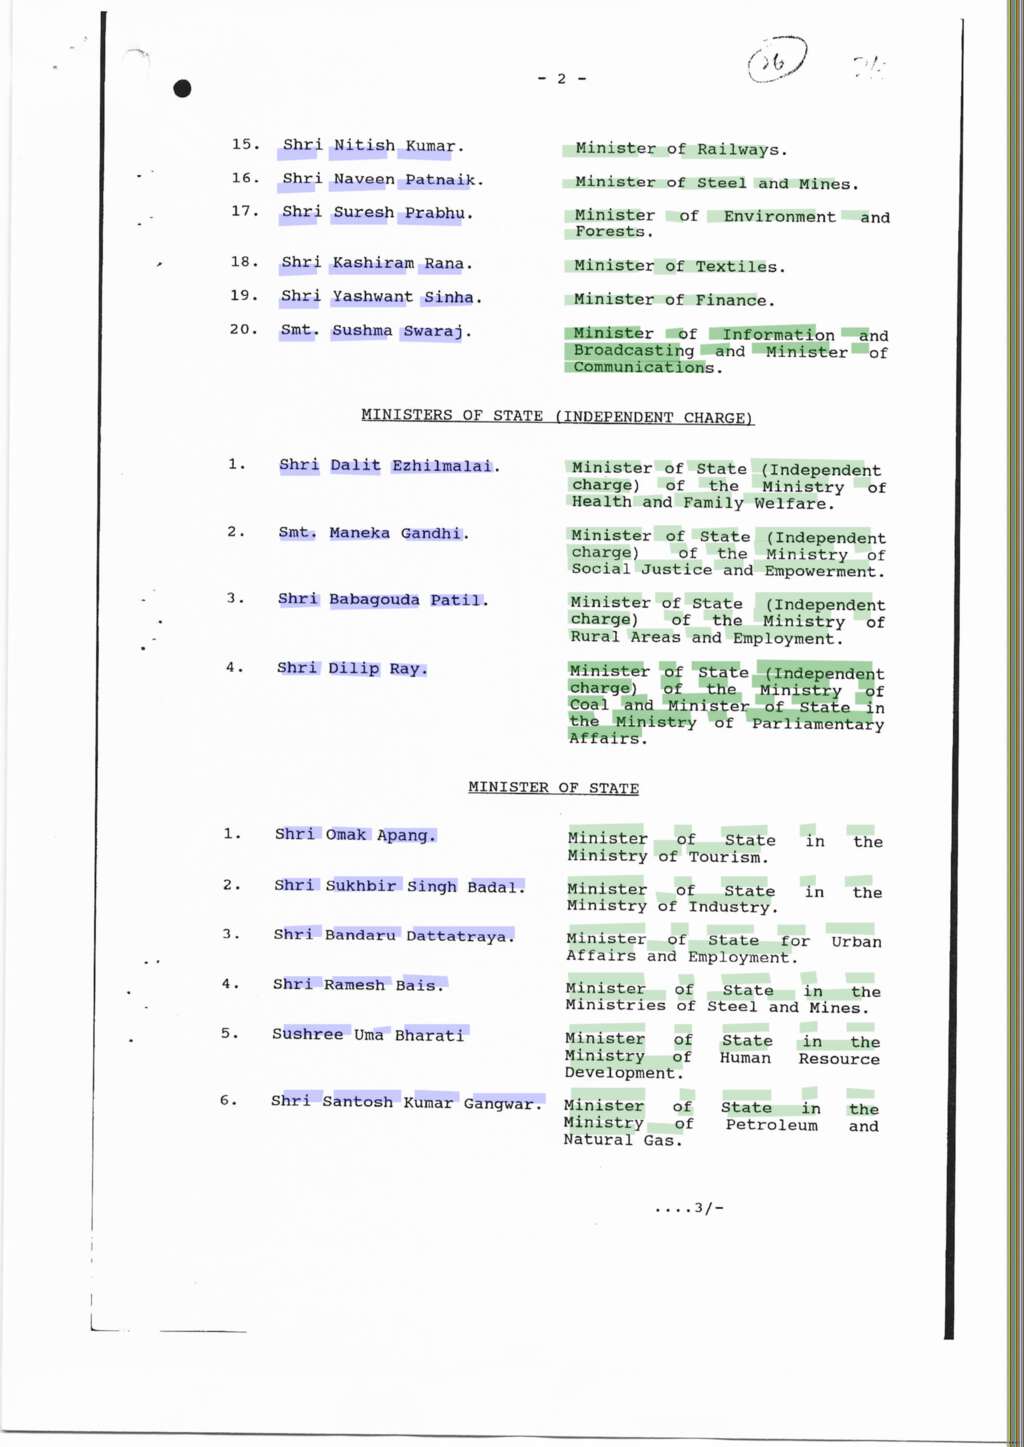 - 2 -
26
15. Shri Nitish Kumar. Minister of Railways.
16. Shri Naveen Patnaik. Minister of Steel and Mines.
17. Shri Suresh Prabhu. Minister of Environment and
Forests.
18. Shri Kashiram Rana. Minister of Textiles.
19. Shri Yashwant Sinha. Minister of Finance.
20. Smt. Sushma Swaraj. Minister of Information and
Broadcasting and Minister of
Communications.
MINISTERS OF STATE (INDEPENDENT CHARGE)
1. Shri Dalit Ezhilmalai. Minister of State (Independent
charge) of the Ministry of
Health and Family Welfare.
2. Smt. Maneka Gandhi. Minister of State (Independent
charge) of the Ministry of
Social Justice and Empowerment.
3. Shri Babagouda Patil. Minister of State (Independent
charge) of the Ministry of
Rural Areas and Employment.
4. Shri Dilip Ray. Minister of State (Independent
charge) of the Ministry of
Coal and Minister of State in
the Ministry of Parliamentary
Affairs.
MINISTER OF STATE
1. Shri Omak Apang. Minister of State in the
Ministry of Tourism.
2. Shri Sukhbir Singh Badal. Minister of State in the
Ministry of Industry.
3. Shri Bandaru Dattatraya. Minister of State for Urban
Affairs and Employment.
4. Shri Ramesh Bais. Minister of State in the
Ministries of Steel and Mines.
5. Sushree Uma Bharati Minister of State in the
Ministry of Human Resource
Development.
6. Shri Santosh Kumar Gangwar. Minister of State in the
Ministry of Petroleum and
Natural Gas.
....3/-